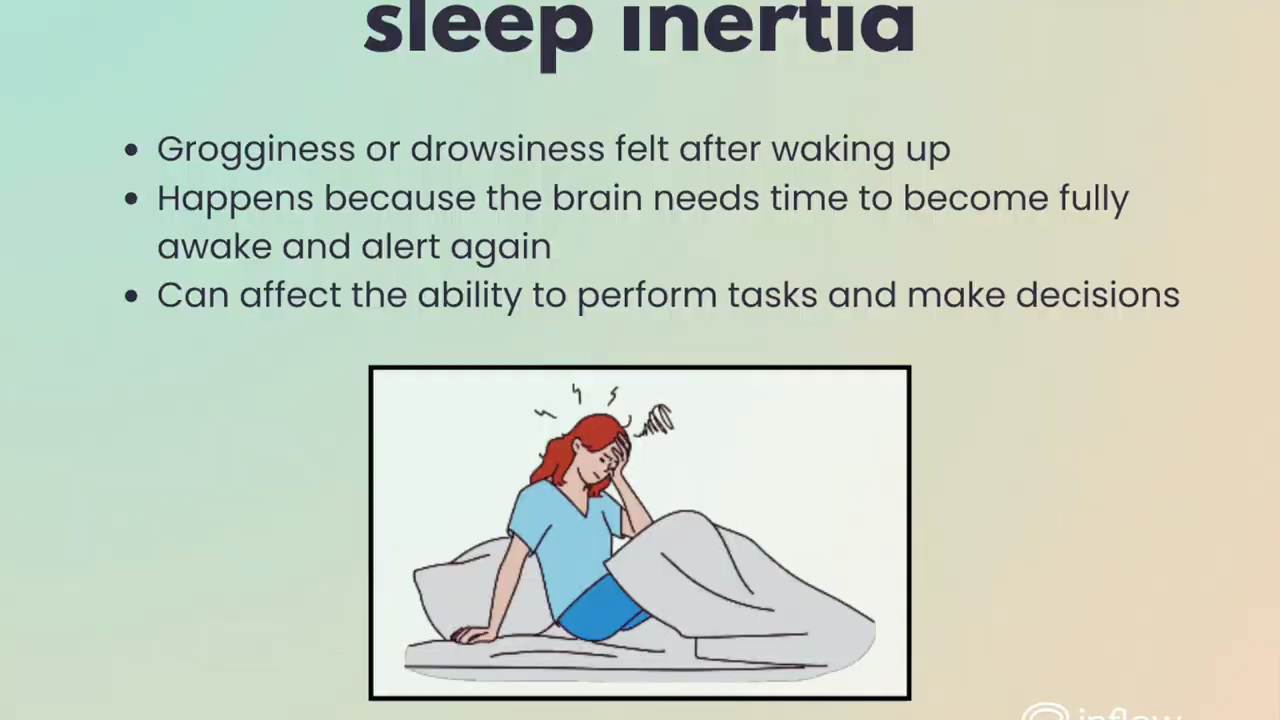 sleep inertia
• Grogginess or drowsiness felt after waking up
• Happens because the brain needs time to become fully
awake and alert again
• Can affect the ability to perform tasks and make decisions
inflow